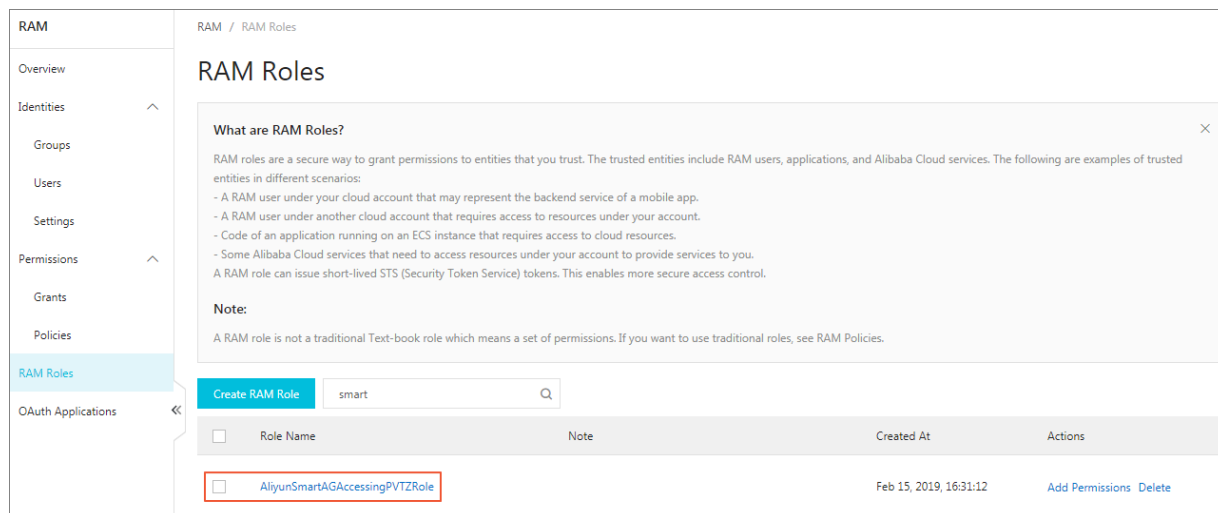 RAM
Overview
Identities
Groups
Users
Settings
Permissions
Grants
Policies
RAM Roles
OAuth Applications
RAM / RAM Roles
RAM Roles
What are RAM Roles?
RAM roles are a secure way to grant permissions to entities that you trust. The trusted entities include RAM users, applications, and Alibaba Cloud services. The following are examples of trusted
entities in different scenarios:
- A RAM user under your cloud account that may represent the backend service of a mobile app.
- A RAM user under another cloud account that requires access to resources under your account.
- Code of an application running on an ECS instance that requires access to cloud resources.
- Some Alibaba Cloud services that need to access resources under your account to provide services to you.
A RAM role can issue short-lived STS (Security Token Service) tokens. This enables more secure access control.
Note:
A RAM role is not a traditional Text-book role which means a set of permissions. If you want to use traditional roles, see RAM Policies.
Create RAM Role smart
Role Name Note Created At Actions
AliyunSmartAGAccessingPVTZRole Feb 15, 2019, 16:31:12 Add Permissions Delete